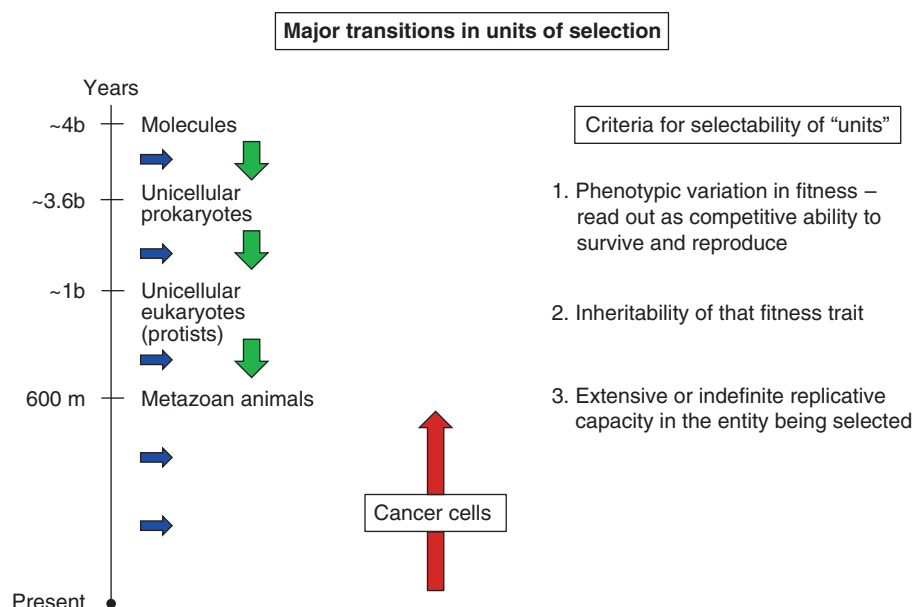 Major transitions in units of selection
Years
~4b
Molecules
~3.6b
Unicellular
prokaryotes
~1b
Unicellular
eukaryotes
(protists)
600 m
Metazoan animals
Cancer cells
Present
Criteria for selectability of “units”
1. Phenotypic variation in fitness –
read out as competitive ability to
survive and reproduce
2. Inheritability of that fitness trait
3. Extensive or indefinite replicative
capacity in the entity being selected